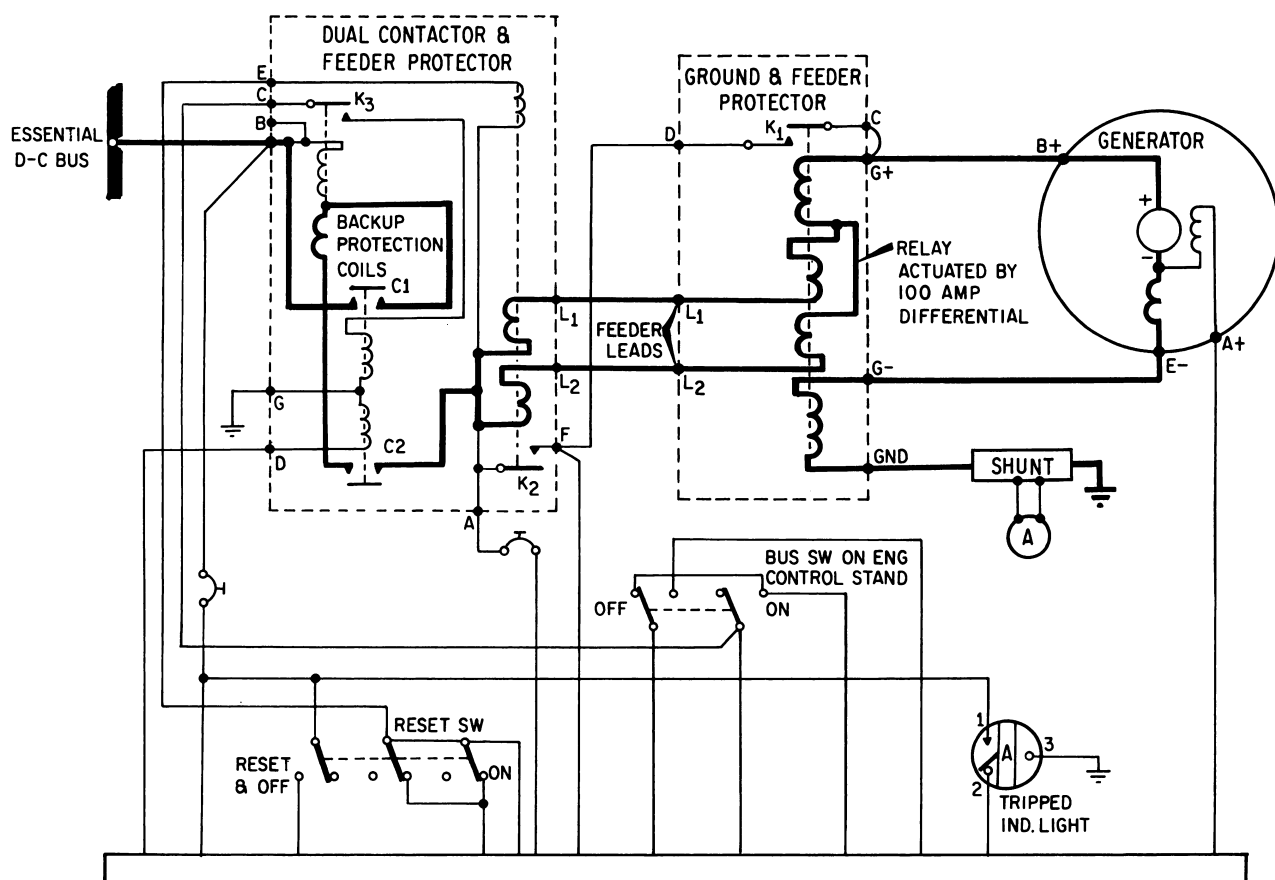 DUAL CONTACTOR &
FEEDER PROTECTOR
E
C
K3
B
ESSENTIAL
D-C BUS
BACKUP
PROTECTION
COILS
C1
L1
L2
G
D
C2
F
K2
A
FEEDER
LEADS
GROUND & FEEDER
PROTECTOR
D
K1
C
G+
L1
L2
G-
GND
RELAY
ACTUATED BY
100 AMP
DIFFERENTIAL
GENERATOR
B+
+
-
A+
E-
SHUNT
A
BUS SW ON ENG
CONTROL STAND
OFF
ON
RESET SW
RESET
& OFF
ON
1
A
3
2
TRIPPED
IND. LIGHT